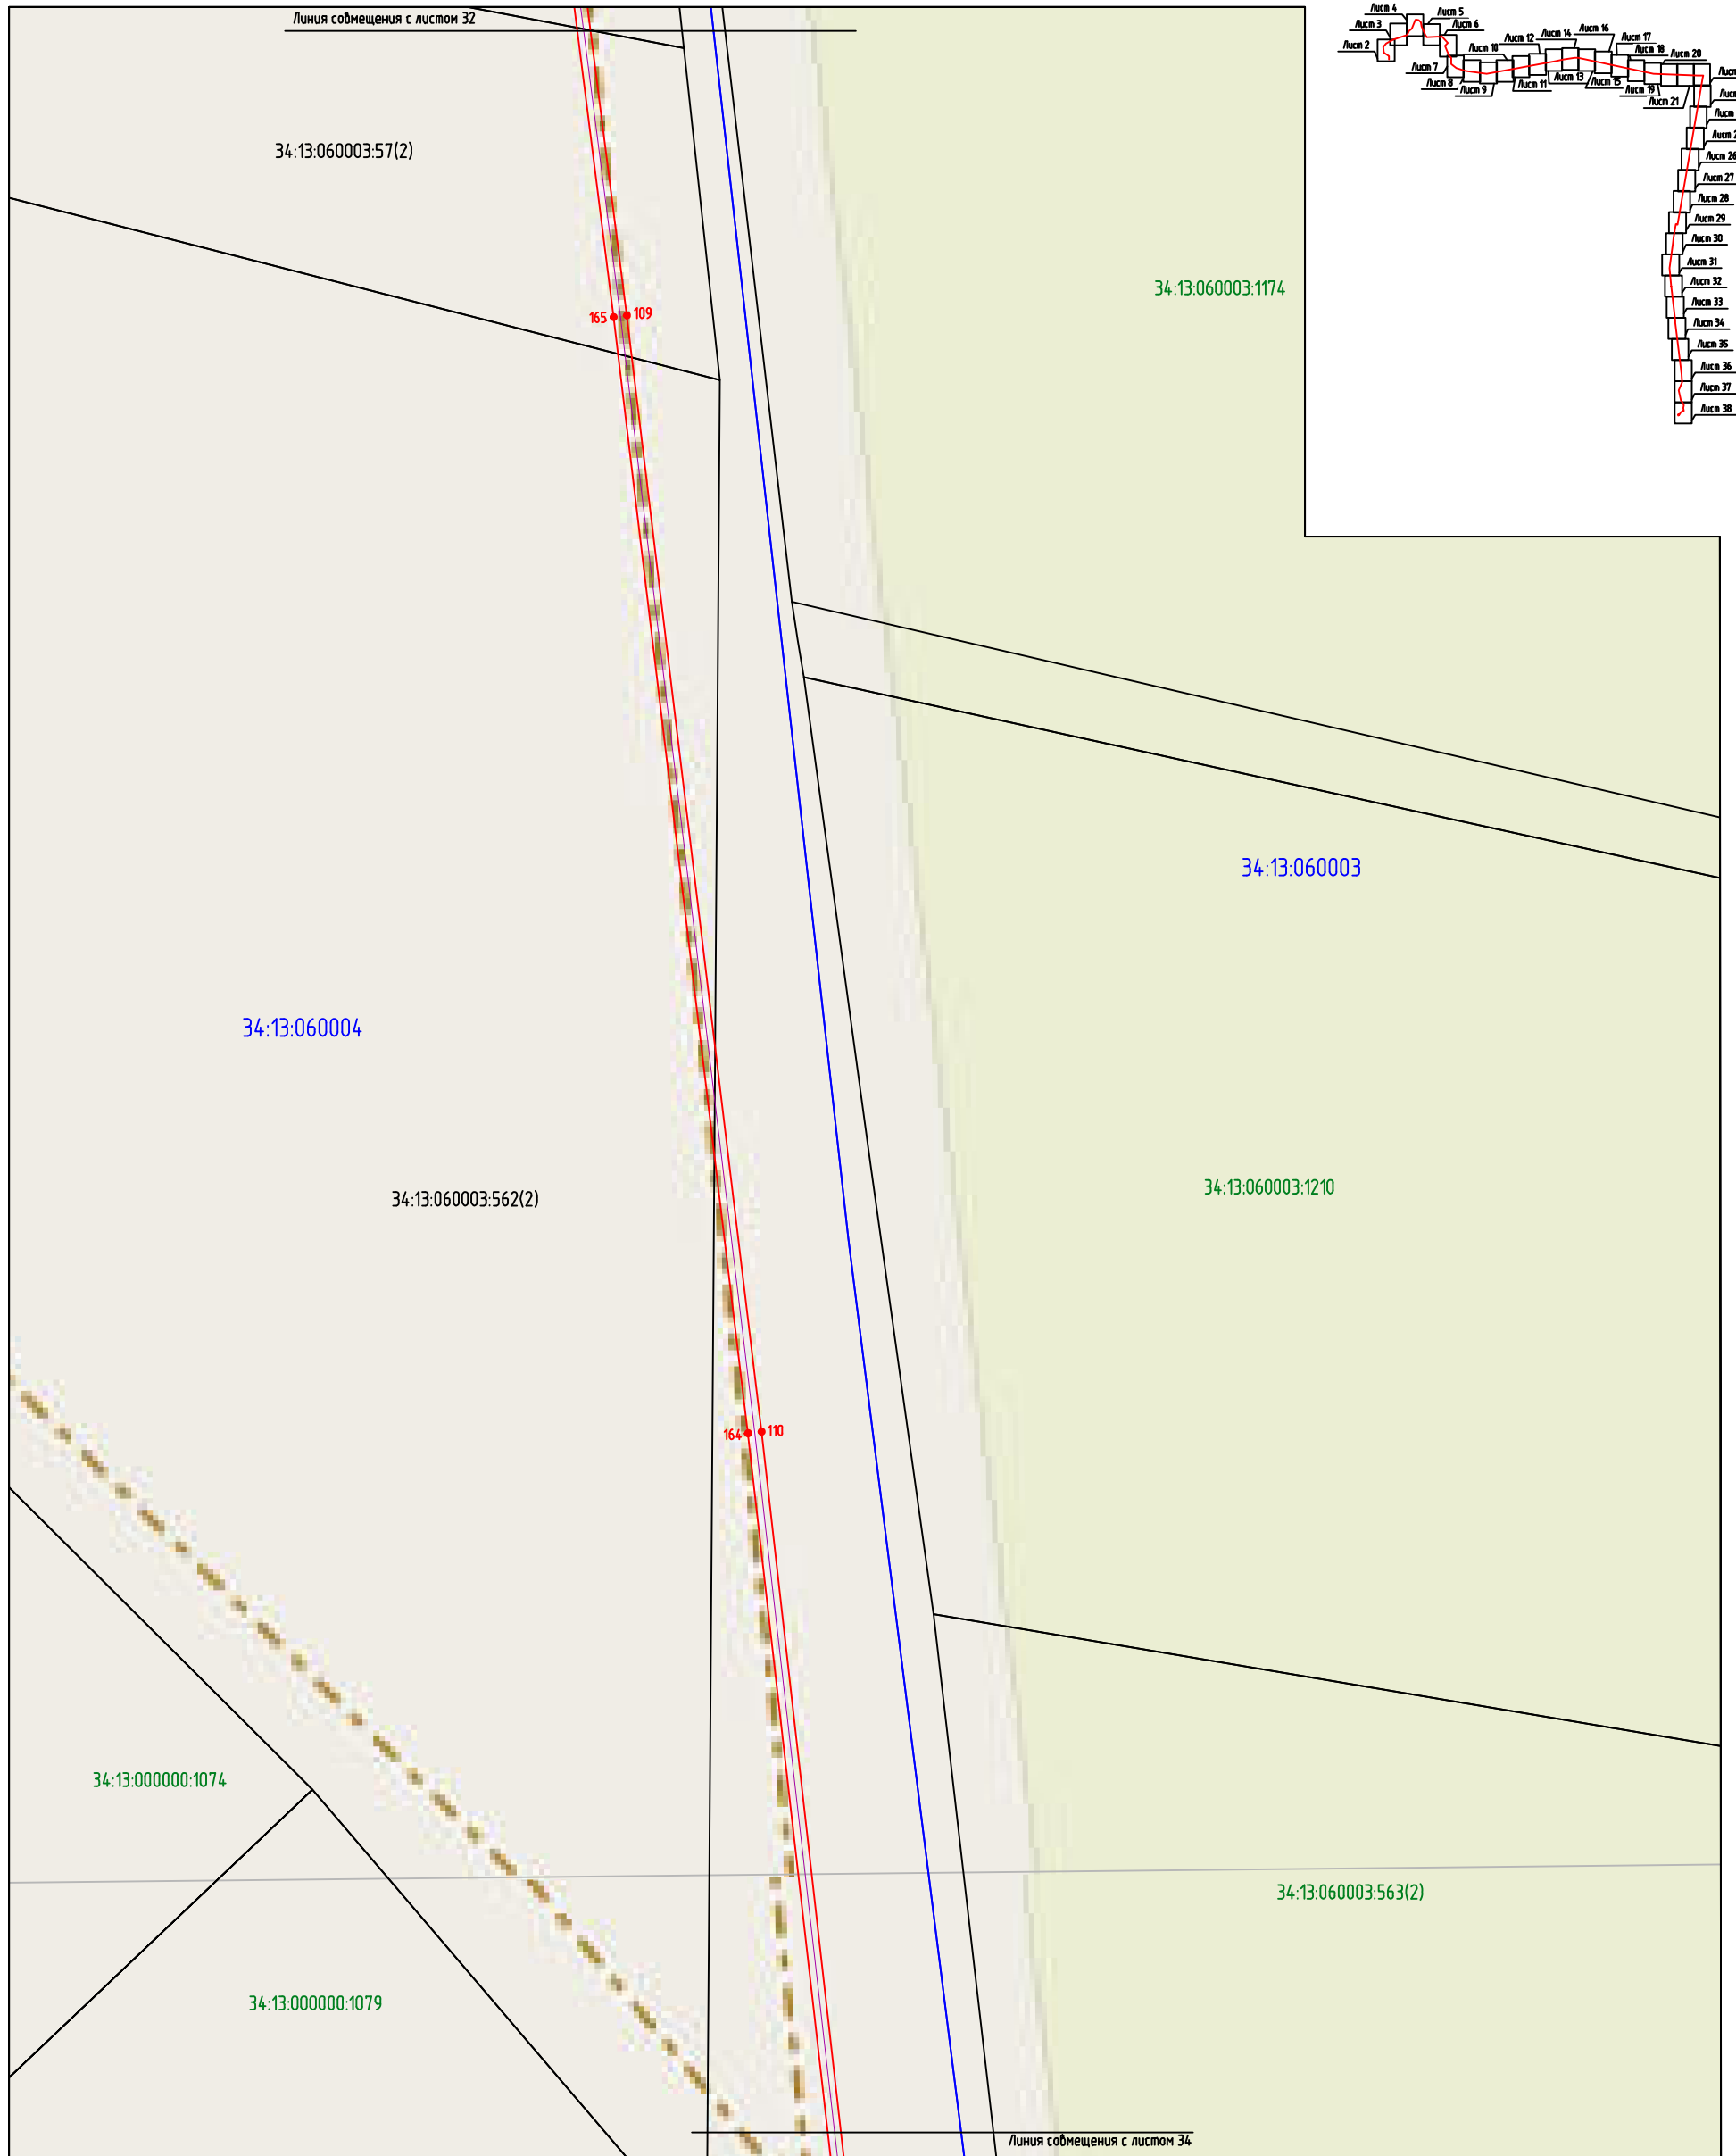 Линия совмещения с листом 32
Лист 4
Лист 5
Лист 3
Лист 6
Лист 2
Лист 16
Лист 14
Лист 12
Лист 17
Лист 10
Лист 18
Лист 20
Лист 7
Лист 8
Лист 9
Лист 11
Лист 13
Лист 15
Лист 19
Лист 21
Лист 26
Лист 27
Лист 28
Лист 29
Лист 30
Лист 31
Лист 32
Лист 33
Лист 34
Лист 35
Лист 36
Лист 37
Лист 38
34:13:060003:57(2)
34:13:060003:1174
165
109
34:13:060003
34:13:060004
34:13:060003:1210
34:13:060003:562(2)
164
110
34:13:000000:1074
34:13:060003:563(2)
34:13:000000:1079
Линия совмещения с листом 34